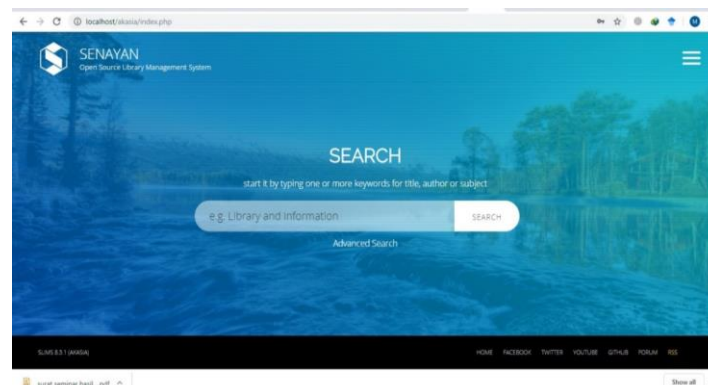 localhost/akasia/index.php
SENAYAN
Open Source Library Management System
SEARCH
start it by typing one or more keywords for title, author or subject
e.g. Library and Information
SEARCH
Advanced Search
SLIMS 8.3.1 (AKASIA)
HOME FACEBOOK TWITTER YOUTUBE GITHUB FORUM RSS
surat seminar hasil .pdf
Show all